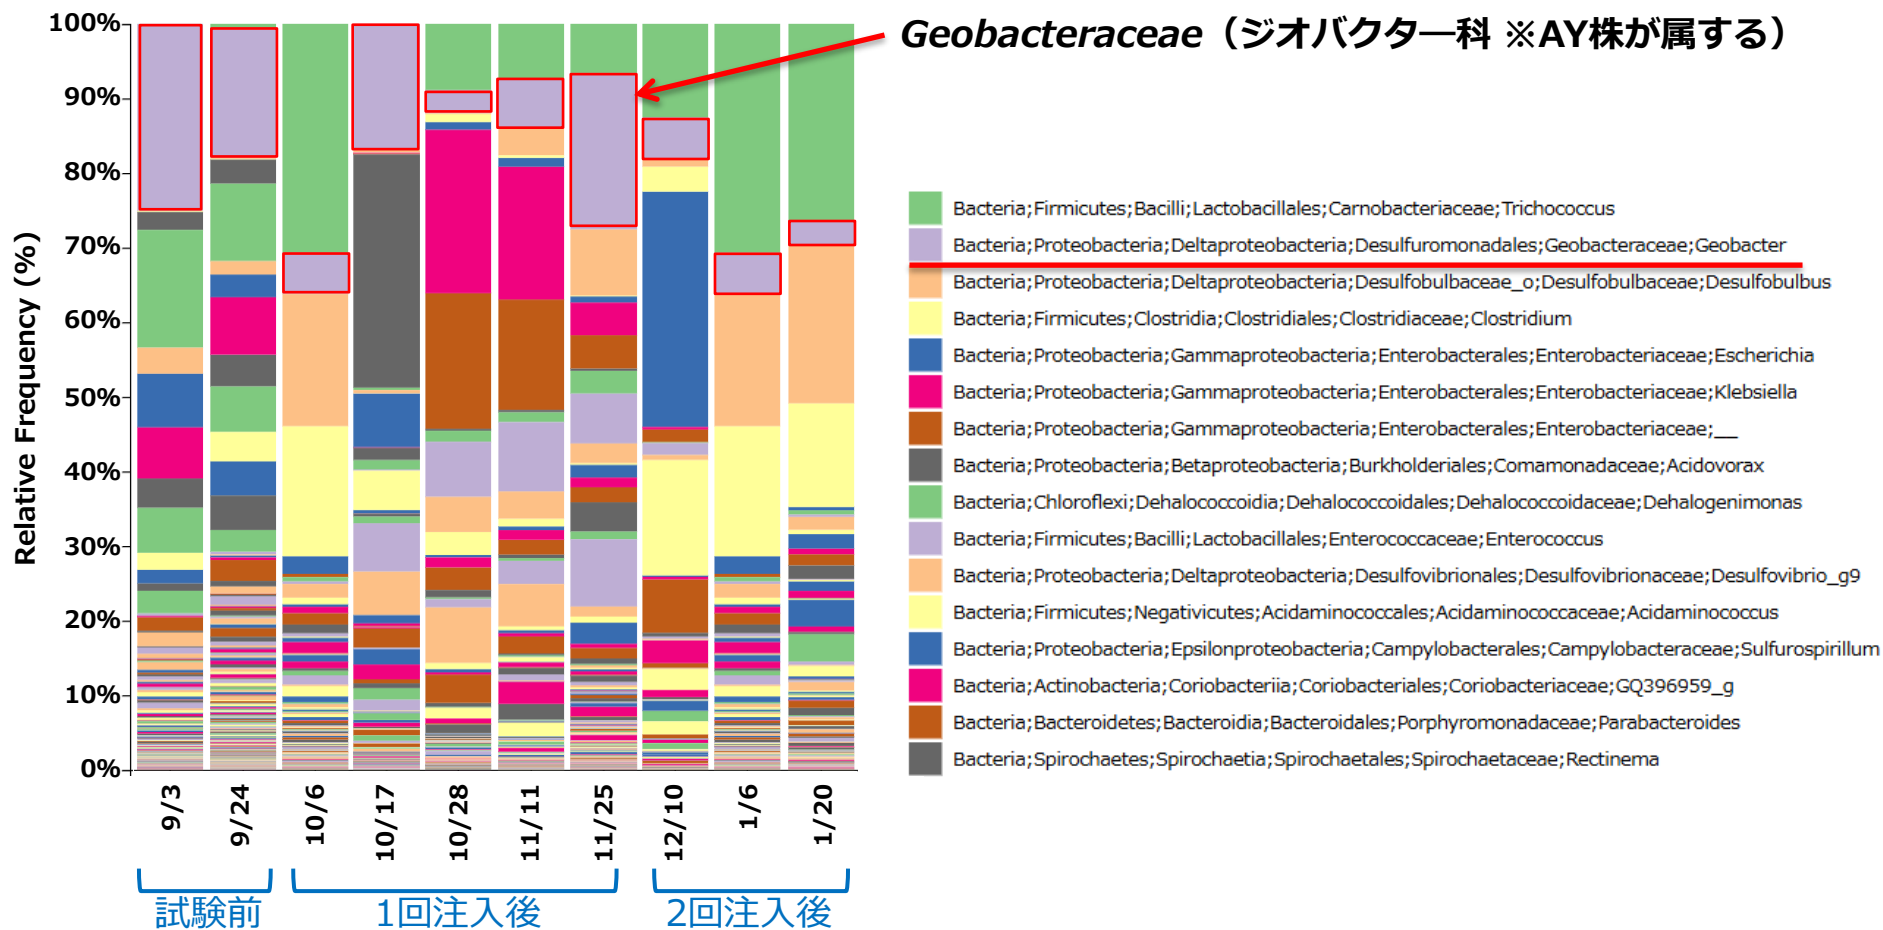 Geobacteraceae（ジオバクター科 ※AY株が属する）
Relative Frequency (%)
100%
90%
80%
70%
60%
50%
40%
30%
20%
10%
0%
9/3
9/24
10/6
10/17
10/28
11/11
11/25
12/10
1/6
1/20
試験前
1回注入後
2回注入後
Bacteria;Firmicutes;Bacilli;Lactobacillales;Carnobacteriaceae;Trichococcus
Bacteria;Proteobacteria;Deltaproteobacteria;Desulfuromonadales;Geobacteraceae;Geobacter
Bacteria;Proteobacteria;Deltaproteobacteria;Desulfobulbaceae_o;Desulfobulbaceae;Desulfobulbus
Bacteria;Firmicutes;Clostridia;Clostridiales;Clostridiaceae;Clostridium
Bacteria;Proteobacteria;Gammaproteobacteria;Enterobacterales;Enterobacteriaceae;Escherichia
Bacteria;Proteobacteria;Gammaproteobacteria;Enterobacterales;Enterobacteriaceae;Klebsiella
Bacteria;Proteobacteria;Gammaproteobacteria;Enterobacterales;Enterobacteriaceae;__
Bacteria;Proteobacteria;Betaproteobacteria;Burkholderiales;Comamonadaceae;Acidovorax
Bacteria;Chloroflexi;Dehalococcoidia;Dehalococcoidales;Dehalococcoidaceae;Dehalogenimonas
Bacteria;Firmicutes;Bacilli;Lactobacillales;Enterococcaceae;Enterococcus
Bacteria;Proteobacteria;Deltaproteobacteria;Desulfovibrionales;Desulfovibrionaceae;Desulfovibrio_g9
Bacteria;Firmicutes;Negativicutes;Acidaminococcales;Acidaminococcaceae;Acidaminococcus
Bacteria;Proteobacteria;Epsilonproteobacteria;Campylobacterales;Campylobacteraceae;Sulfurospirillum
Bacteria;Actinobacteria;Coriobacteriia;Coriobacteriales;Coriobacteriaceae;GQ396959_g
Bacteria;Bacteroidetes;Bacteroidia;Bacteroidales;Porphyromonadaceae;Parabacteroides
Bacteria;Spirochaetes;Spirochaetia;Spirochaetales;Spirochaetaceae;Rectinema